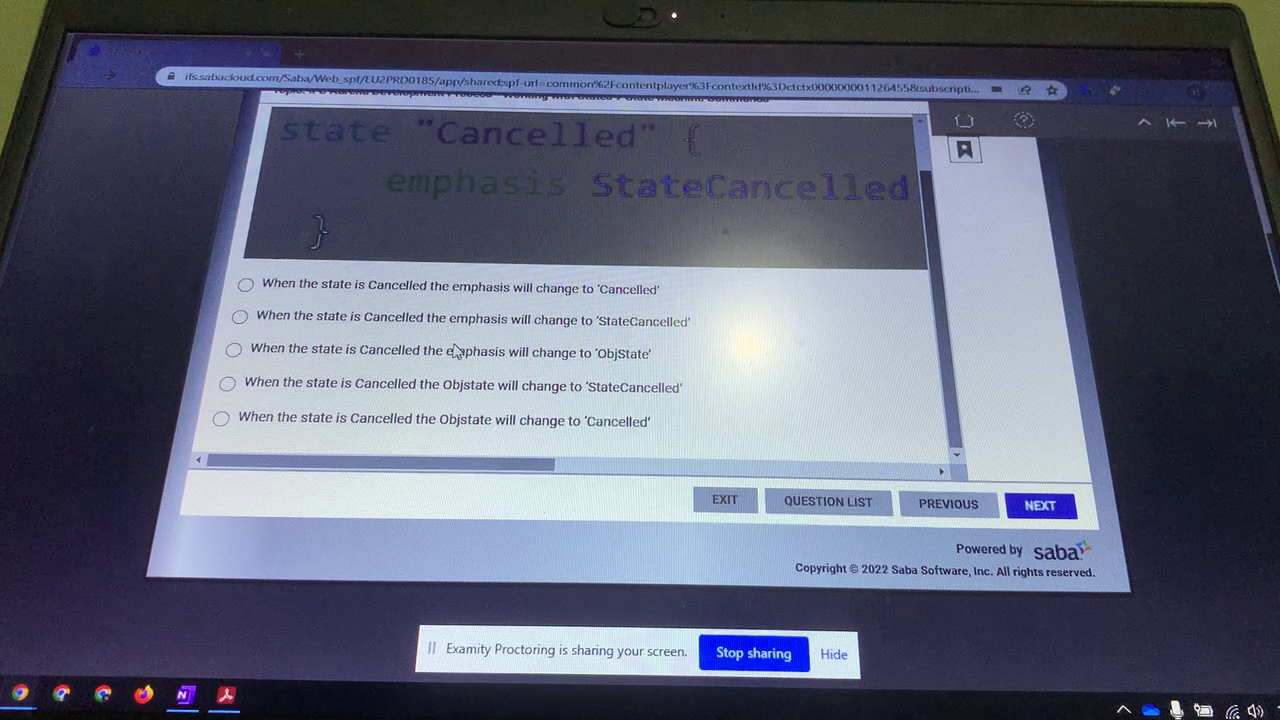 ifs.sabacloud.com/Saba/Web_spf/EU2PRD0185/app/shared;spf-url=common%2Fcontentplayer%3FcontextId%3Dctctx000000001126455&subscripti...
state "Cancelled" {
emphasis StateCancelled
}
When the state is Cancelled the emphasis will change to 'Cancelled'
When the state is Cancelled the emphasis will change to 'StateCancelled'
When the state is Cancelled the emphasis will change to 'ObjState'
When the state is Cancelled the Objstate will change to 'StateCancelled'
When the state is Cancelled the Objstate will change to 'Cancelled'
EXIT
QUESTION LIST
PREVIOUS
NEXT
Powered by saba
Copyright © 2022 Saba Software, Inc. All rights reserved.
Examity Proctoring is sharing your screen.
Stop sharing
Hide